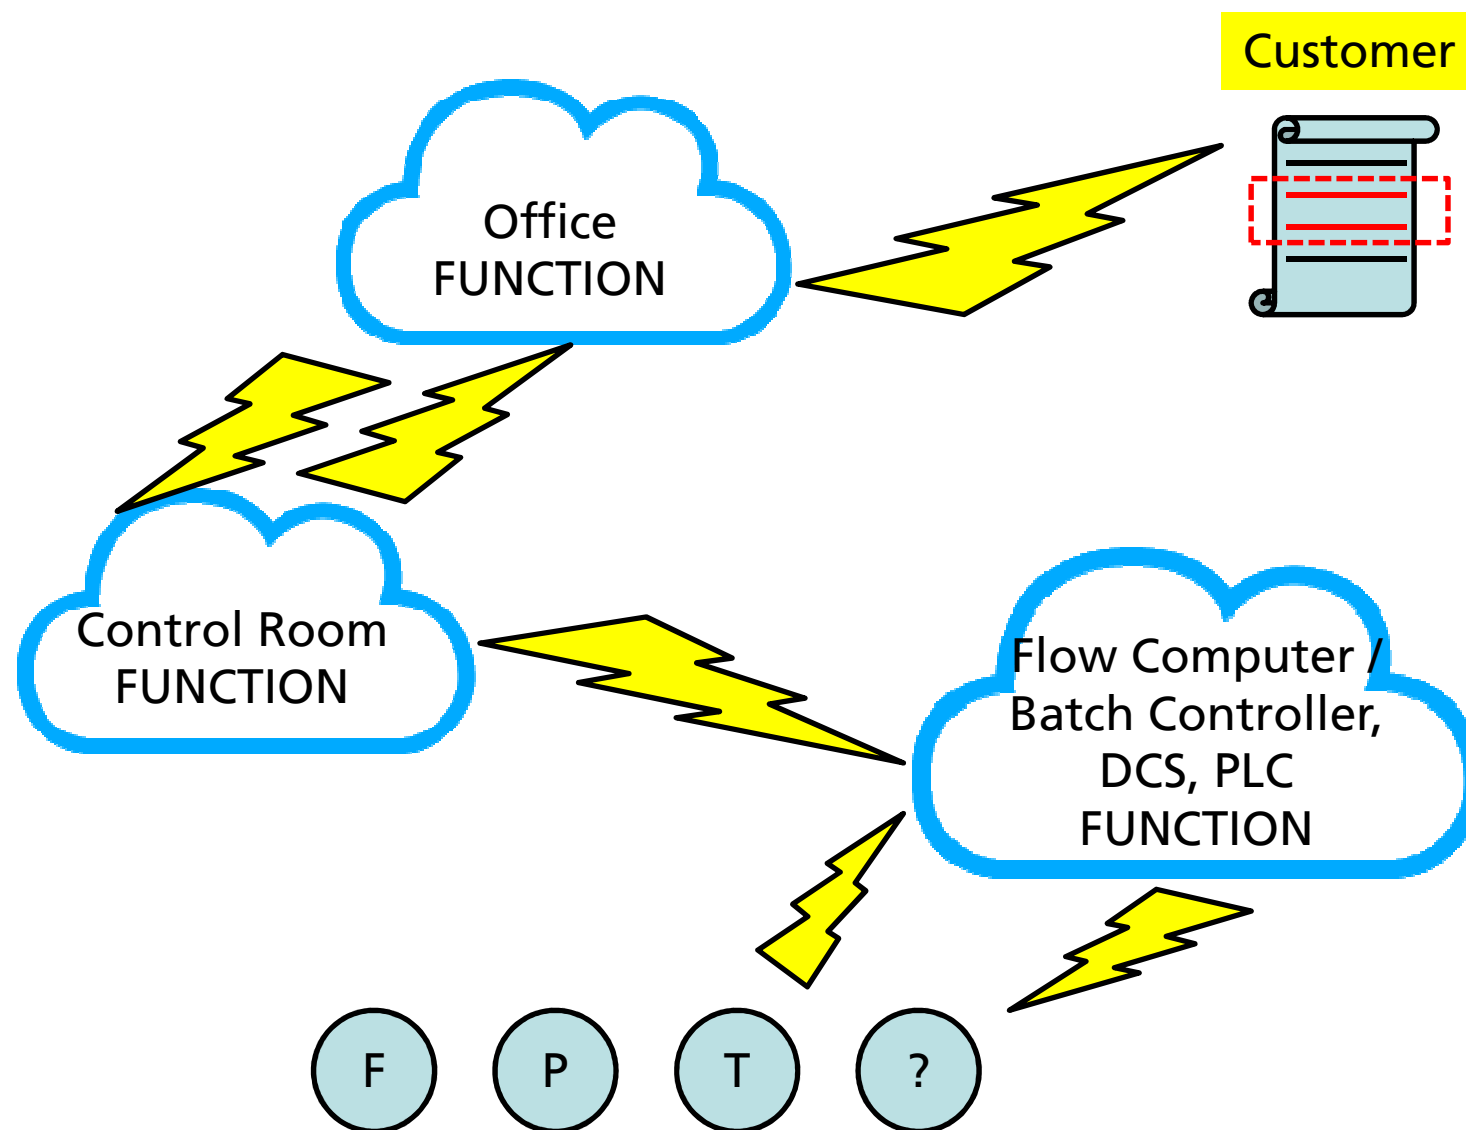 Customer
Office
FUNCTION
Control Room
FUNCTION
Flow Computer /
Batch Controller,
DCS, PLC
FUNCTION
F P T ?